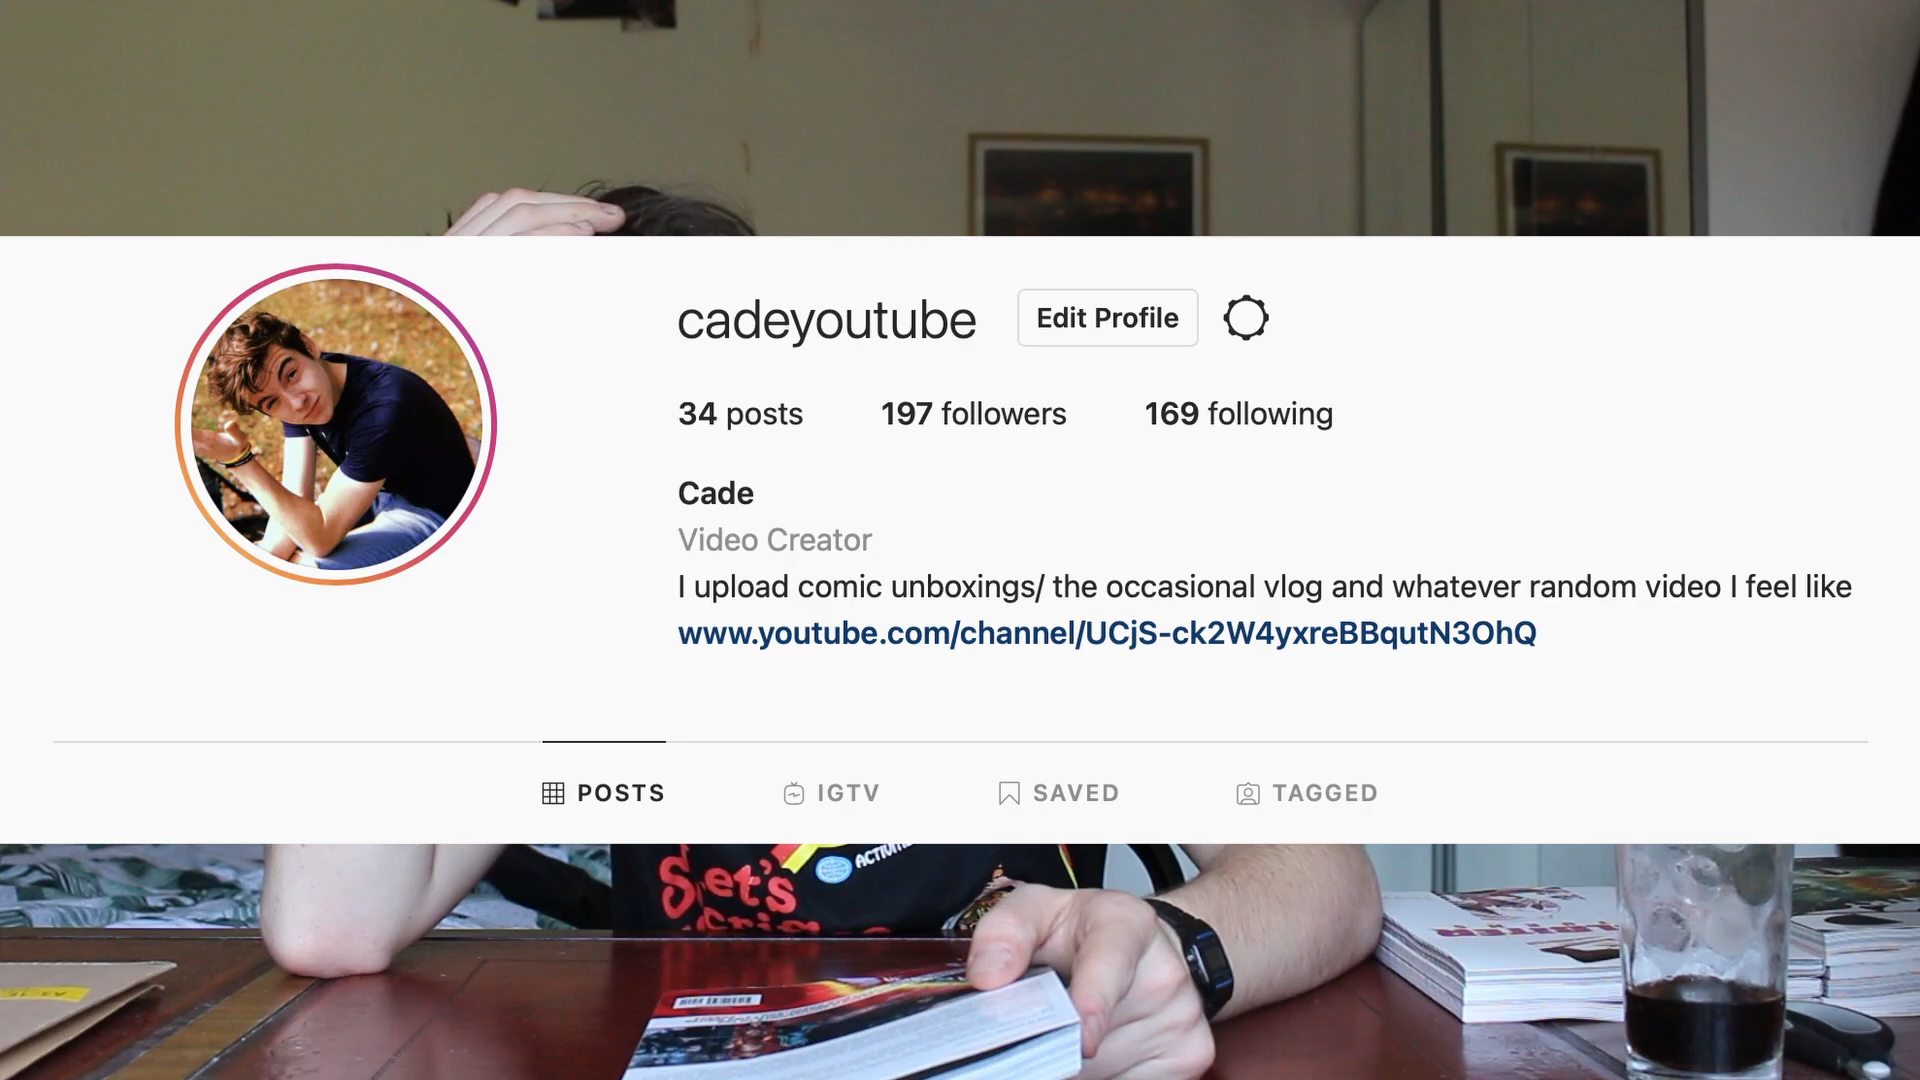 cadeyoutube Edit Profile
34 posts 197 followers 169 following
Cade
Video Creator
I upload comic unboxings/ the occasional vlog and whatever random video I feel like
www.youtube.com/channel/UCjS-ck2W4yxreBBqutN3OhQ
POSTS IGTV SAVED TAGGED